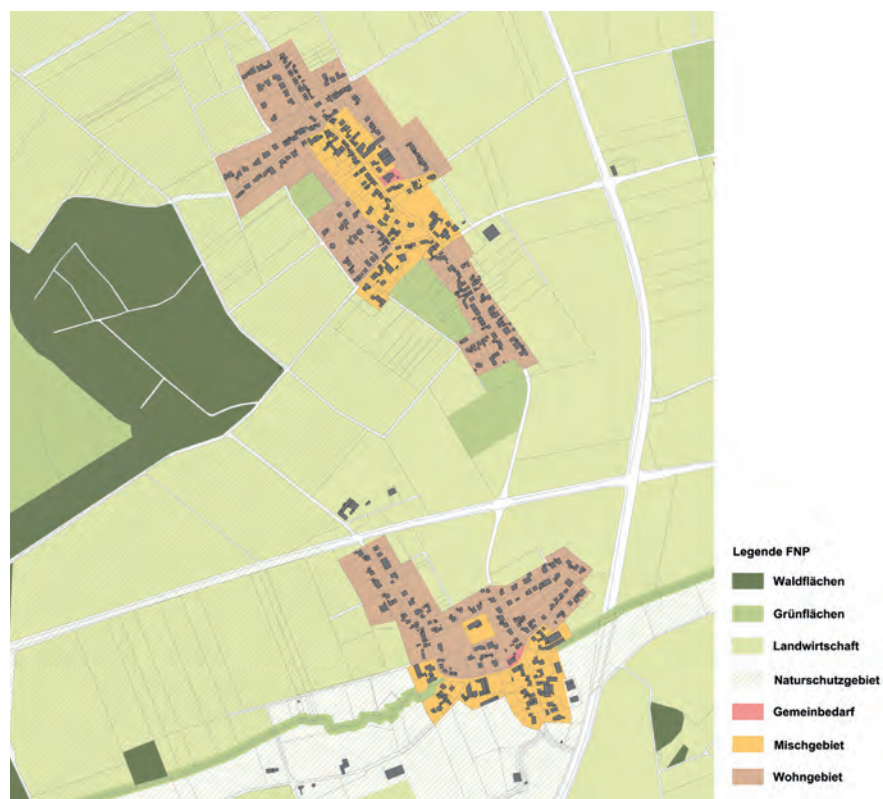 Legende FNP
Waldflächen
Grünflächen
Landwirtschaft
Naturschutzgebiet
Gemeinbedarf
Mischgebiet
Wohngebiet